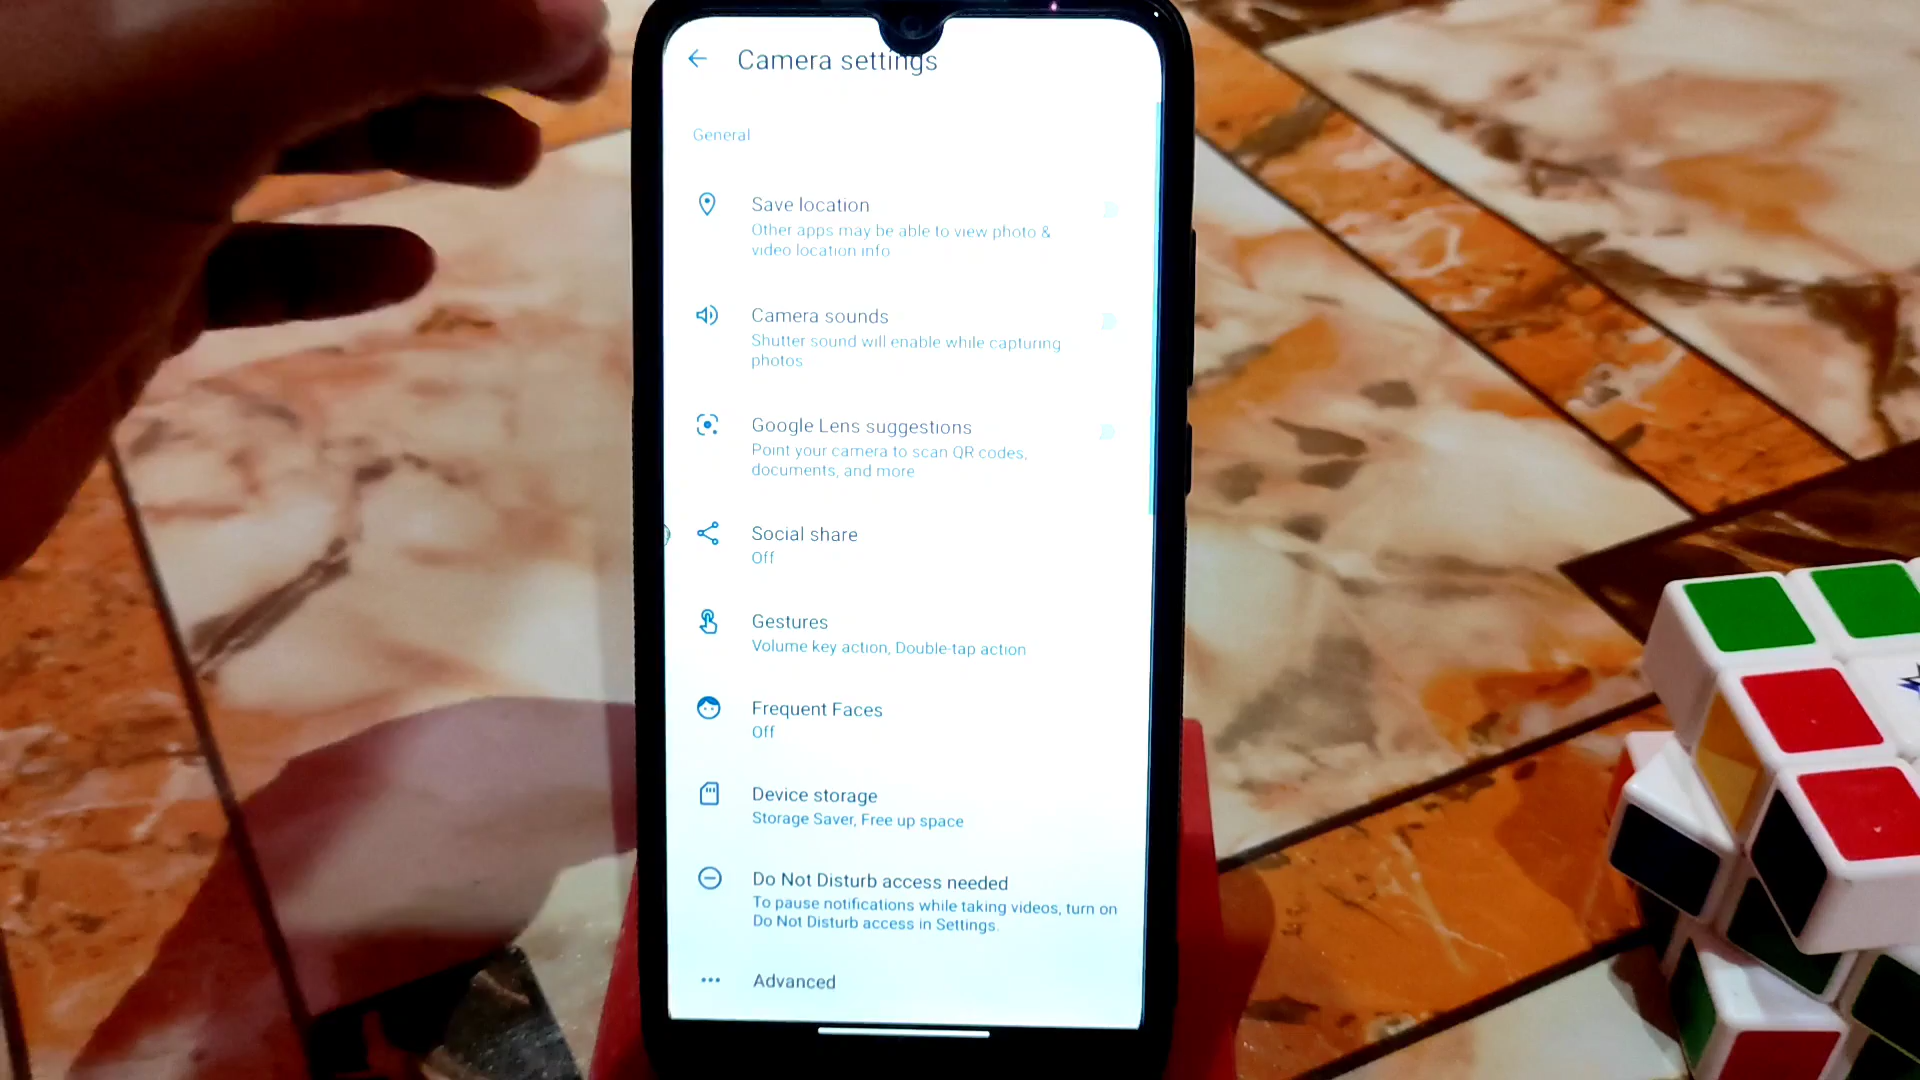 Camera settings
General
Save location
Other apps may be able to view photo &
video location info
Camera sounds
Shutter sound will enable while capturing
photos
Google Lens suggestions
Point your camera to scan QR codes,
documents, and more
Social share
Off
Gestures
Volume key action, Double-tap action
Frequent Faces
Off
Device storage
Storage Saver, Free up space
Do Not Disturb access needed
To pause notifications while taking videos, turn on
Do Not Disturb access in Settings.
Advanced